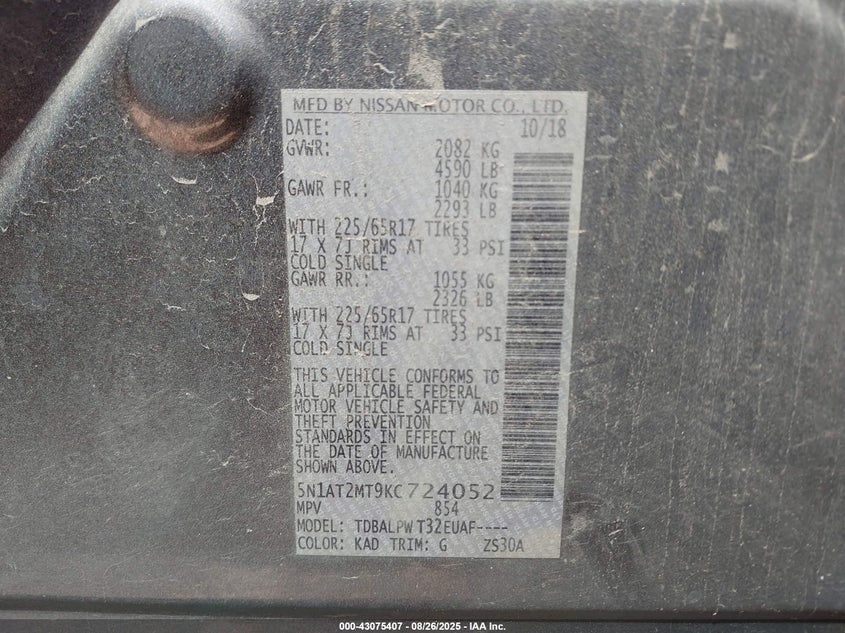 MFD BY NISSAN MOTOR CO., LTD.
DATE: 10/18
GVWR: 2082 KG
4590 LB
GAWR FR.: 1040 KG
2293 LB
WITH 225/65R17 TIRES
17 X 7J RIMS AT 33 PSI
COLD SINGLE
GAWR RR.: 1055 KG
2326 LB
WITH 225/65R17 TIRES
17 X 7J RIMS AT 33 PSI
COLD SINGLE
THIS VEHICLE CONFORMS TO
ALL APPLICABLE FEDERAL
MOTOR VEHICLE SAFETY AND
THEFT PREVENTION
STANDARDS IN EFFECT ON
THE DATE OF MANUFACTURE
SHOWN ABOVE.
5N1AT2MT9KC724052
MPV 854
MODEL: TDBALPW T32EUAF----
COLOR: KAD TRIM: G ZS30A
000-43075407 - 08/26/2025 - IAA Inc.